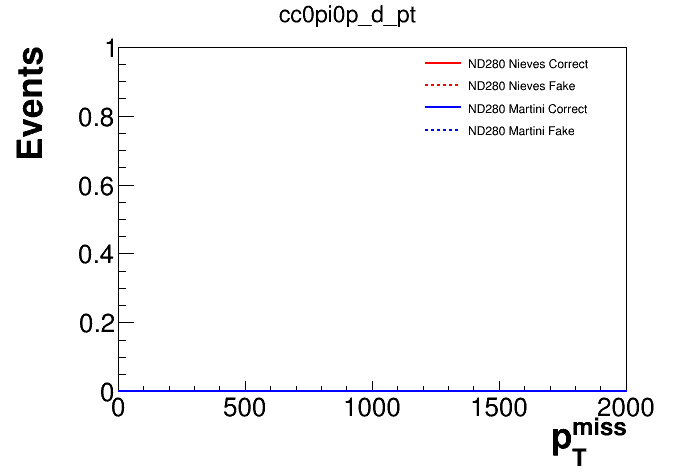 cc0pi0p_d_pt
Events
1
0.8
0.6
0.4
0.2
0
ND280 Nieves Correct
ND280 Nieves Fake
ND280 Martini Correct
ND280 Martini Fake
0 500 1000 1500 2000
p_T^miss